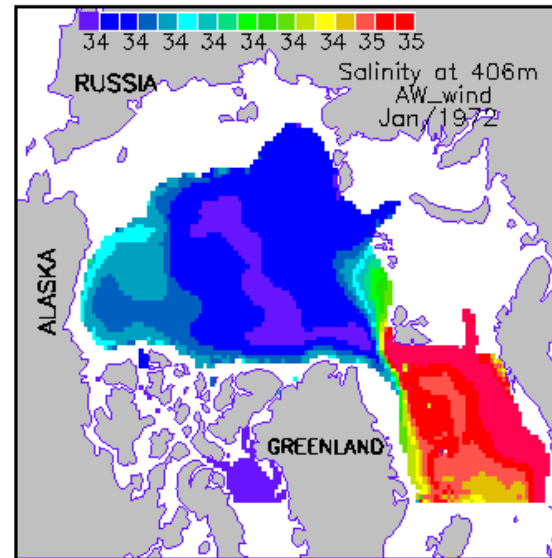 34 34 34 34 34 34 34 35 35
RUSSIA
Salinity at 406m
AW_wind
Jan/1972
ALASKA
GREENLAND